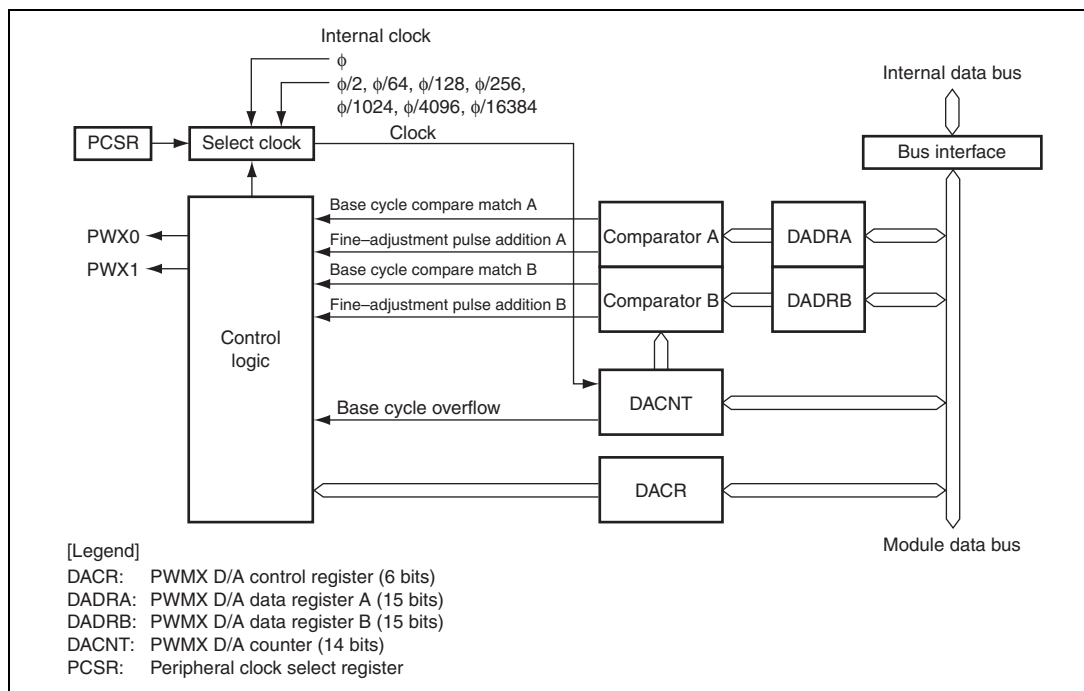 Internal clock
ϕ
ϕ/2, ϕ/64, ϕ/128, ϕ/256,
ϕ/1024, ϕ/4096, ϕ/16384
Internal data bus
Clock
PCSR
Select clock
Bus interface
Base cycle compare match A
Fine–adjustment pulse addition A
Base cycle compare match B
Fine–adjustment pulse addition B
Comparator A
DADRA
Comparator B
DADRB
PWX0
PWX1
Control
logic
Base cycle overflow
DACNT
DACR
Module data bus
[Legend]
DACR: PWMX D/A control register (6 bits)
DADRA: PWMX D/A data register A (15 bits)
DADRB: PWMX D/A data register B (15 bits)
DACNT: PWMX D/A counter (14 bits)
PCSR: Peripheral clock select register